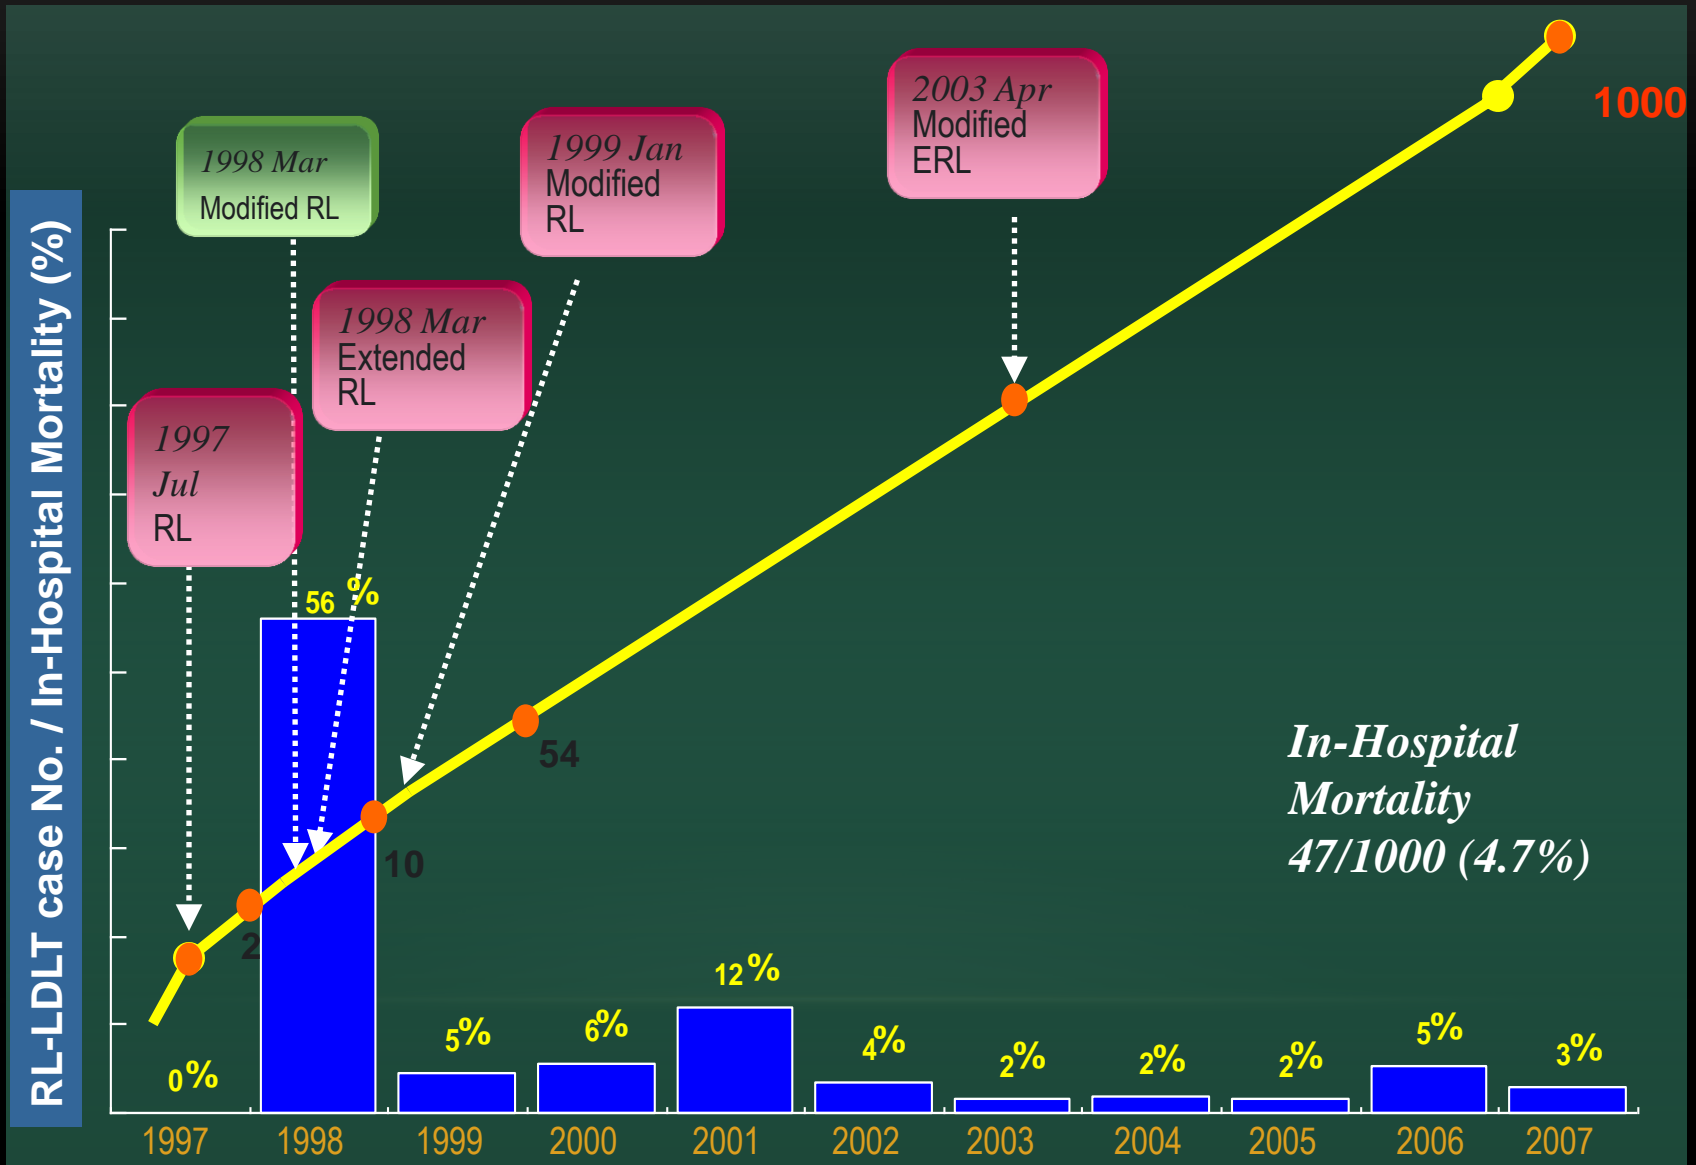 RL-LDLT case No. / In-Hospital Mortality (%)
1998 Mar
Modified RL
1999 Jan
Modified
RL
2003 Apr
Modified
ERL
1000
1998 Mar
Extended
RL
1997
Jul
RL
56 %
54
10
2
In-Hospital
Mortality
47/1000 (4.7%)
0%
5%
6%
12%
4%
2%
2%
2%
5%
3%
1997 1998 1999 2000 2001 2002 2003 2004 2005 2006 2007